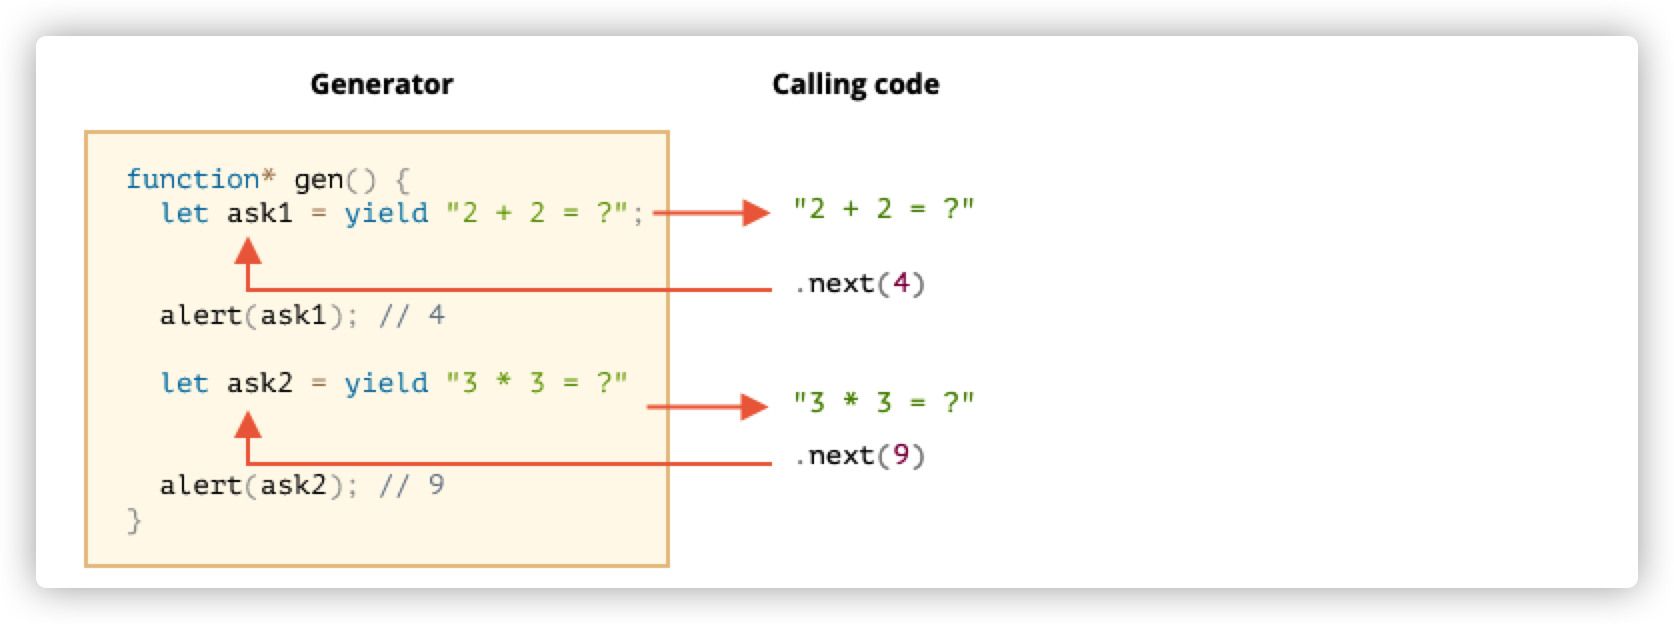 Generator
Calling code
function* gen() {
let ask1 = yield "2 + 2 = ?";
"2 + 2 = ?"
.next(4)
alert(ask1); // 4
let ask2 = yield "3 * 3 = ?"
"3 * 3 = ?"
.next(9)
alert(ask2); // 9
}